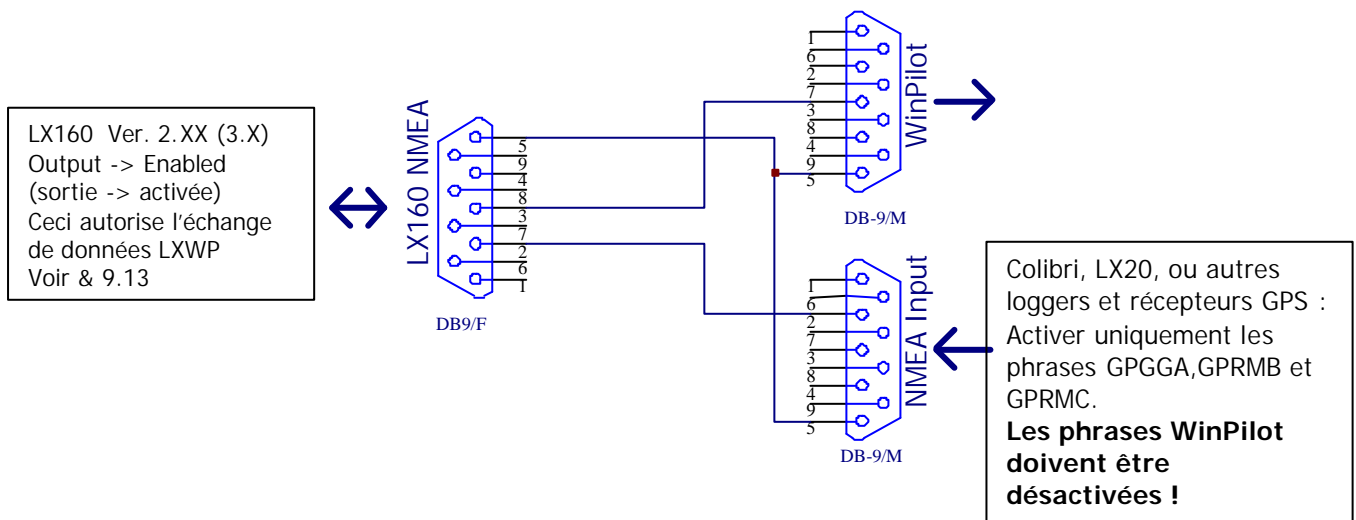 LX160 Ver. 2.XX (3.X)
Output -> Enabled
(sortie -> activée)
Ceci autorise l'échange
de données LXWP
Voir & 9.13
LX160 NMEA
5
9
4
8
3
7
2
6
1
DB9/F
1
6
2
7
3
8
4
9
5
WinPilot
DB-9/M
1
6
2
7
3
8
4
9
5
NMEA Input
DB-9/M
Colibri, LX20, ou autres
loggers et récepteurs GPS :
Activer uniquement les
phrases GPGGA,GPRMB et
GPRMC.
Les phrases WinPilot
doivent être
désactivées !